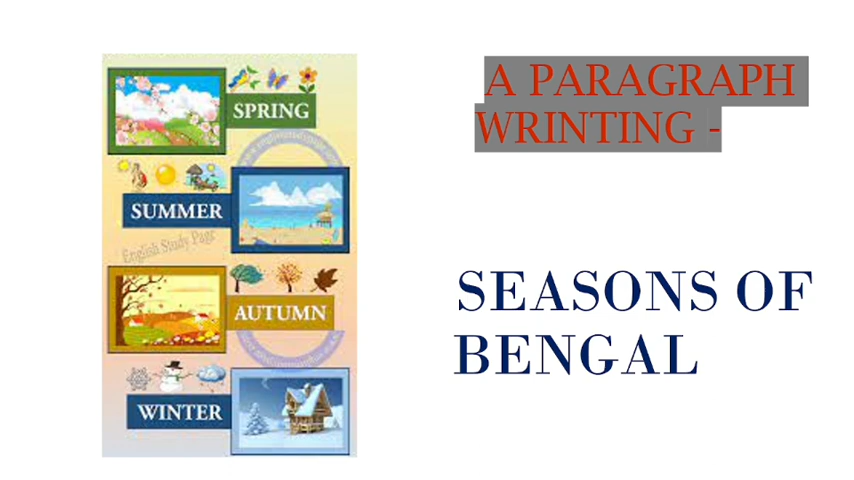 SPRING
SUMMER
English Study Page
AUTUMN
WINTER
A PARAGRAPH
WRINTING -
SEASONS OF
BENGAL